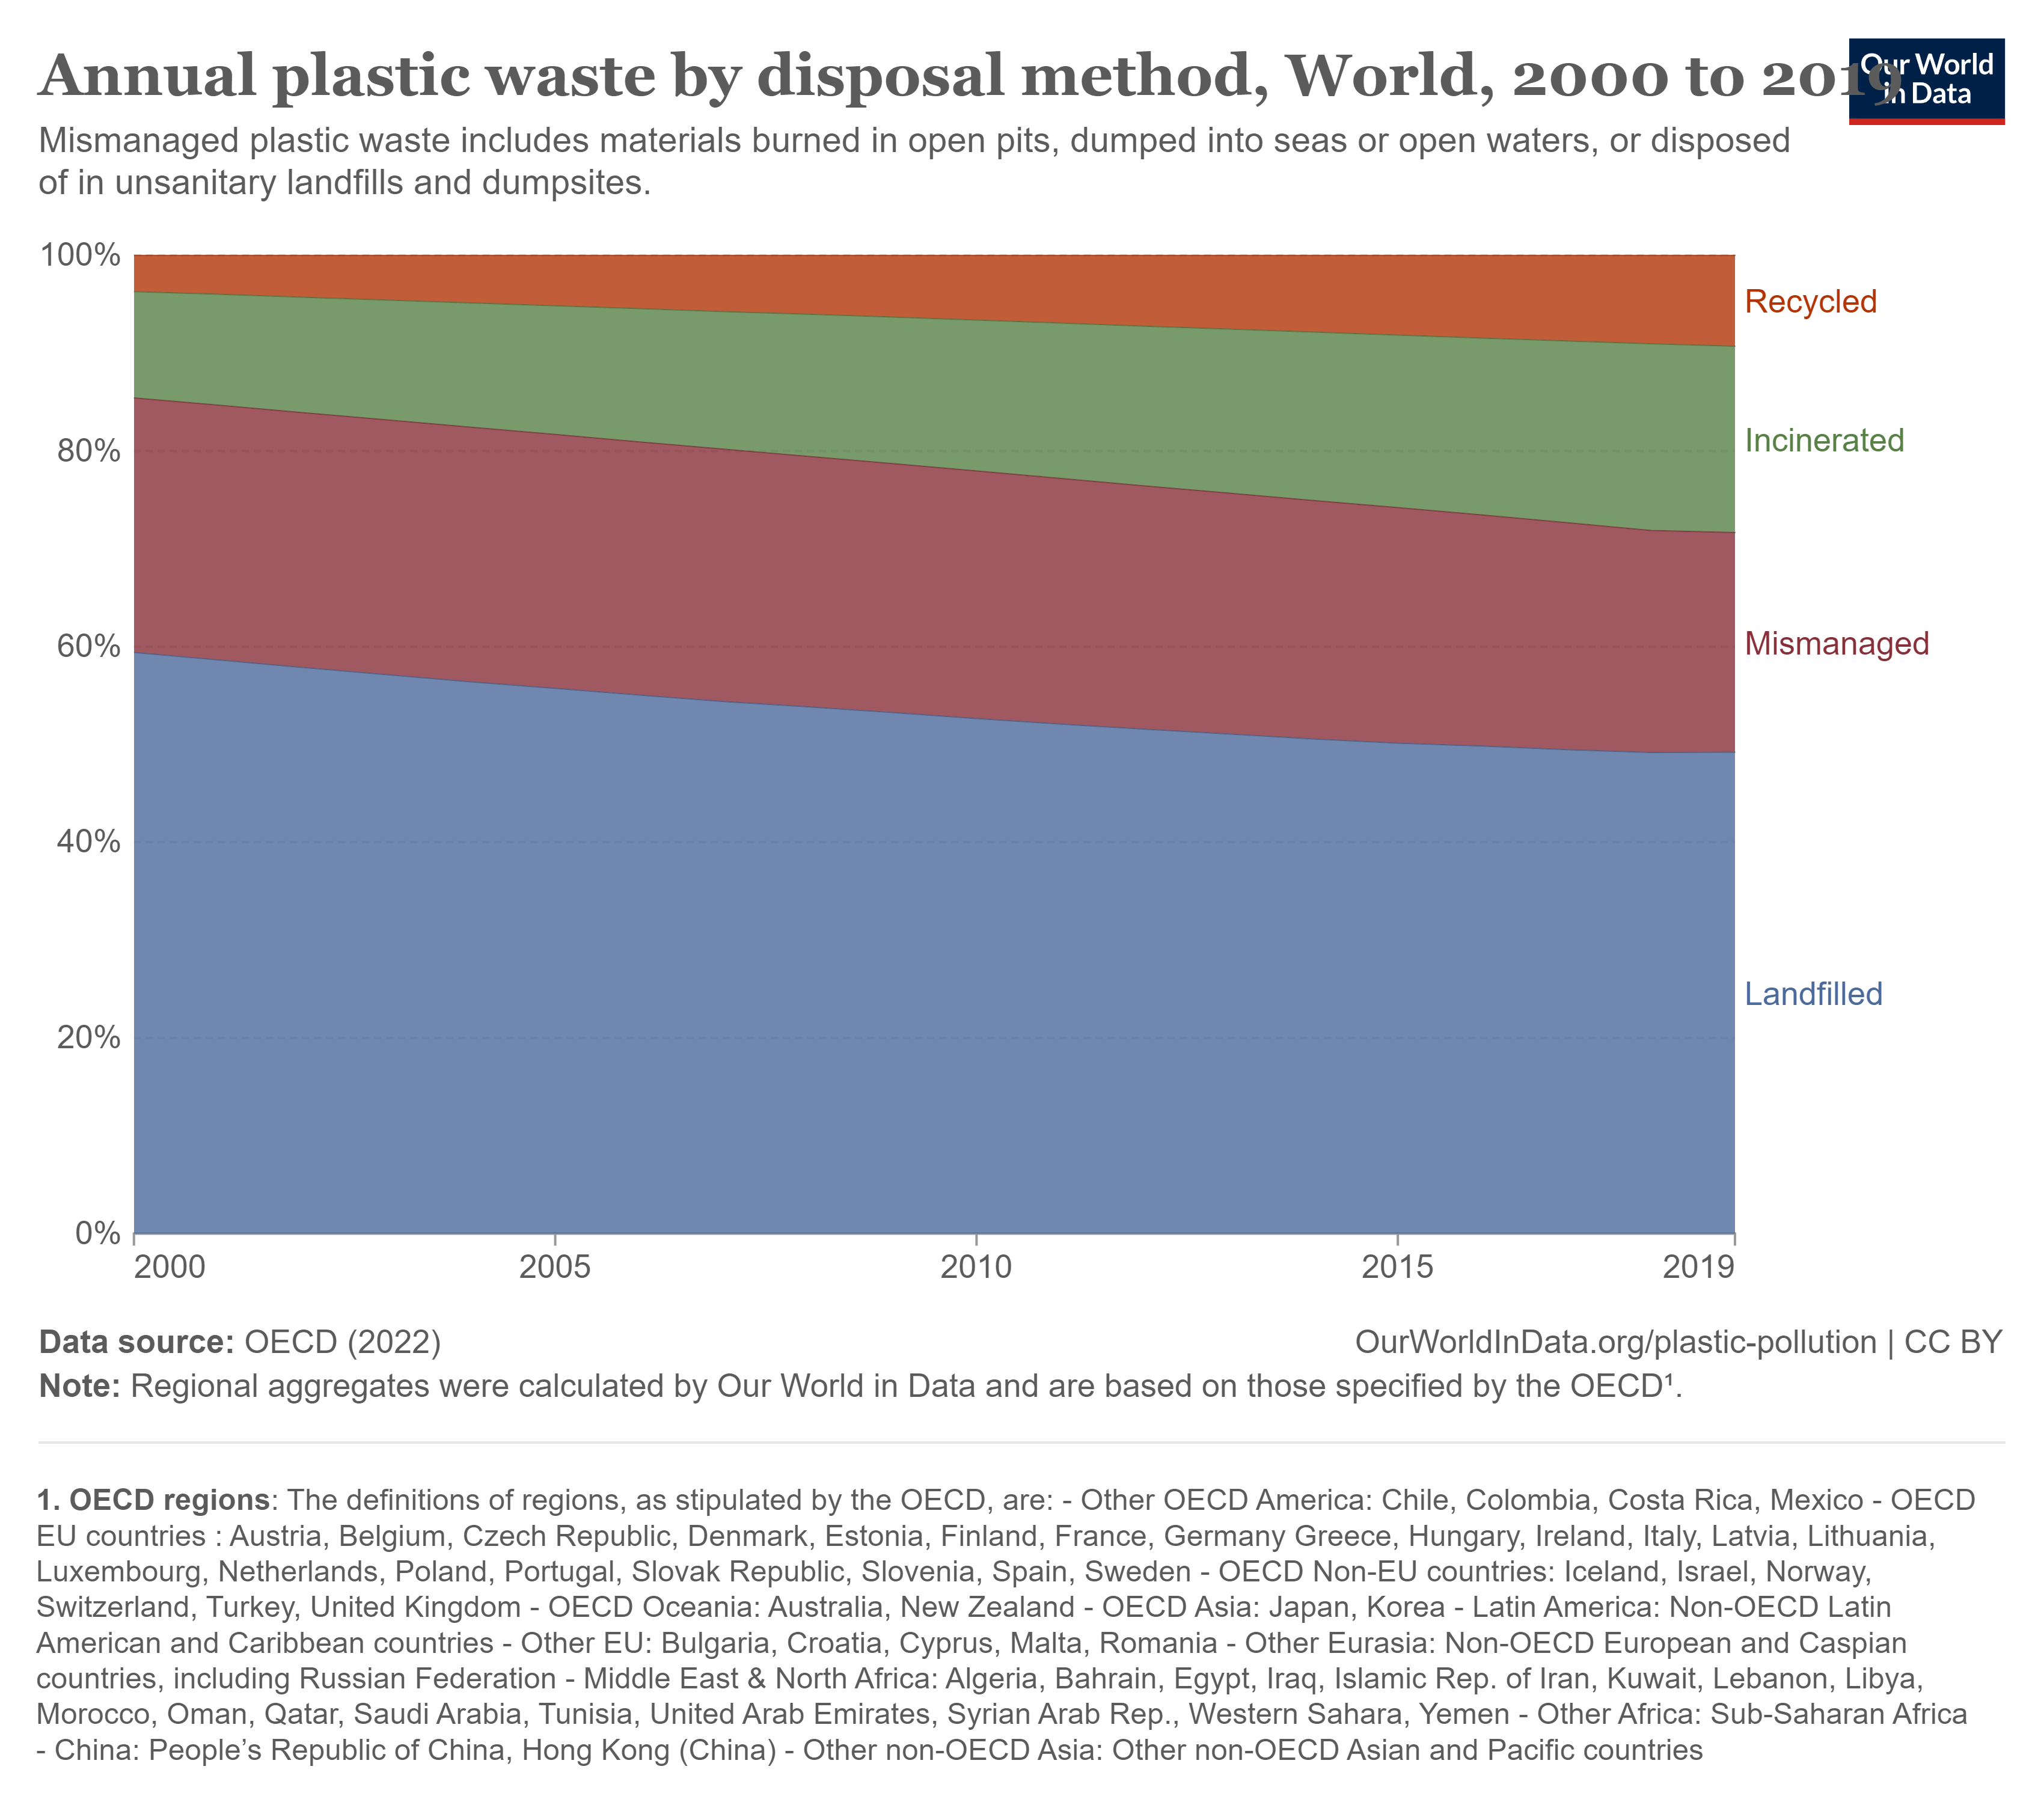 Annual plastic waste by disposal method, World, 2000 to 2019
Our World
in Data
Mismanaged plastic waste includes materials burned in open pits, dumped into seas or open waters, or disposed
of in unsanitary landfills and dumpsites.
100%
80%
60%
40%
20%
0%
Recycled
Incinerated
Mismanaged
Landfilled
2000
2005
2010
2015
2019
Data source: OECD (2022)
OurWorldInData.org/plastic-pollution | CC BY
Note: Regional aggregates were calculated by Our World in Data and are based on those specified by the OECD¹.
1. OECD regions: The definitions of regions, as stipulated by the OECD, are: - Other OECD America: Chile, Colombia, Costa Rica, Mexico - OECD
EU countries : Austria, Belgium, Czech Republic, Denmark, Estonia, Finland, France, Germany Greece, Hungary, Ireland, Italy, Latvia, Lithuania,
Luxembourg, Netherlands, Poland, Portugal, Slovak Republic, Slovenia, Spain, Sweden - OECD Non-EU countries: Iceland, Israel, Norway,
Switzerland, Turkey, United Kingdom - OECD Oceania: Australia, New Zealand - OECD Asia: Japan, Korea - Latin America: Non-OECD Latin
American and Caribbean countries - Other EU: Bulgaria, Croatia, Cyprus, Malta, Romania - Other Eurasia: Non-OECD European and Caspian
countries, including Russian Federation - Middle East & North Africa: Algeria, Bahrain, Egypt, Iraq, Islamic Rep. of Iran, Kuwait, Lebanon, Libya,
Morocco, Oman, Qatar, Saudi Arabia, Tunisia, United Arab Emirates, Syrian Arab Rep., Western Sahara, Yemen - Other Africa: Sub-Saharan Africa
- China: People’s Republic of China, Hong Kong (China) - Other non-OECD Asia: Other non-OECD Asian and Pacific countries